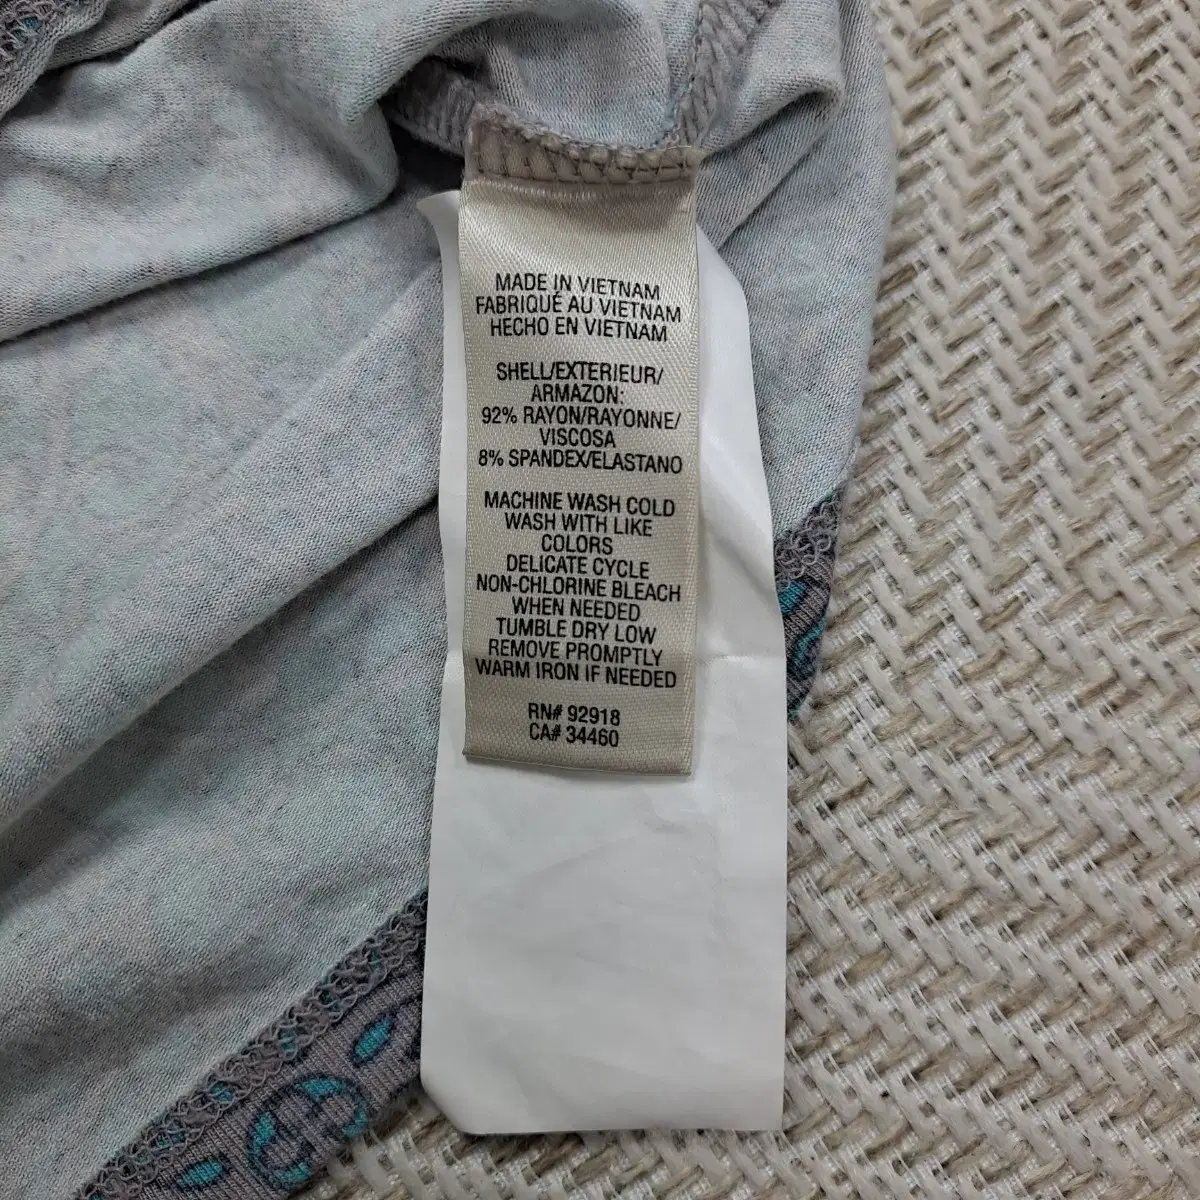 MADE IN VIETNAM
FABRIQUÉ AU VIETNAM
HECHO EN VIETNAM
SHELL/EXTERIEUR/
ARMAZON:
92% RAYON/RAYONNE/
VISCOSA
8% SPANDEX/ELASTANO
MACHINE WASH COLD
WASH WITH LIKE
COLORS
DELICATE CYCLE
NON-CHLORINE BLEACH
WHEN NEEDED
TUMBLE DRY LOW
REMOVE PROMPTLY
WARM IRON IF NEEDED
RN# 92918
CA# 34460